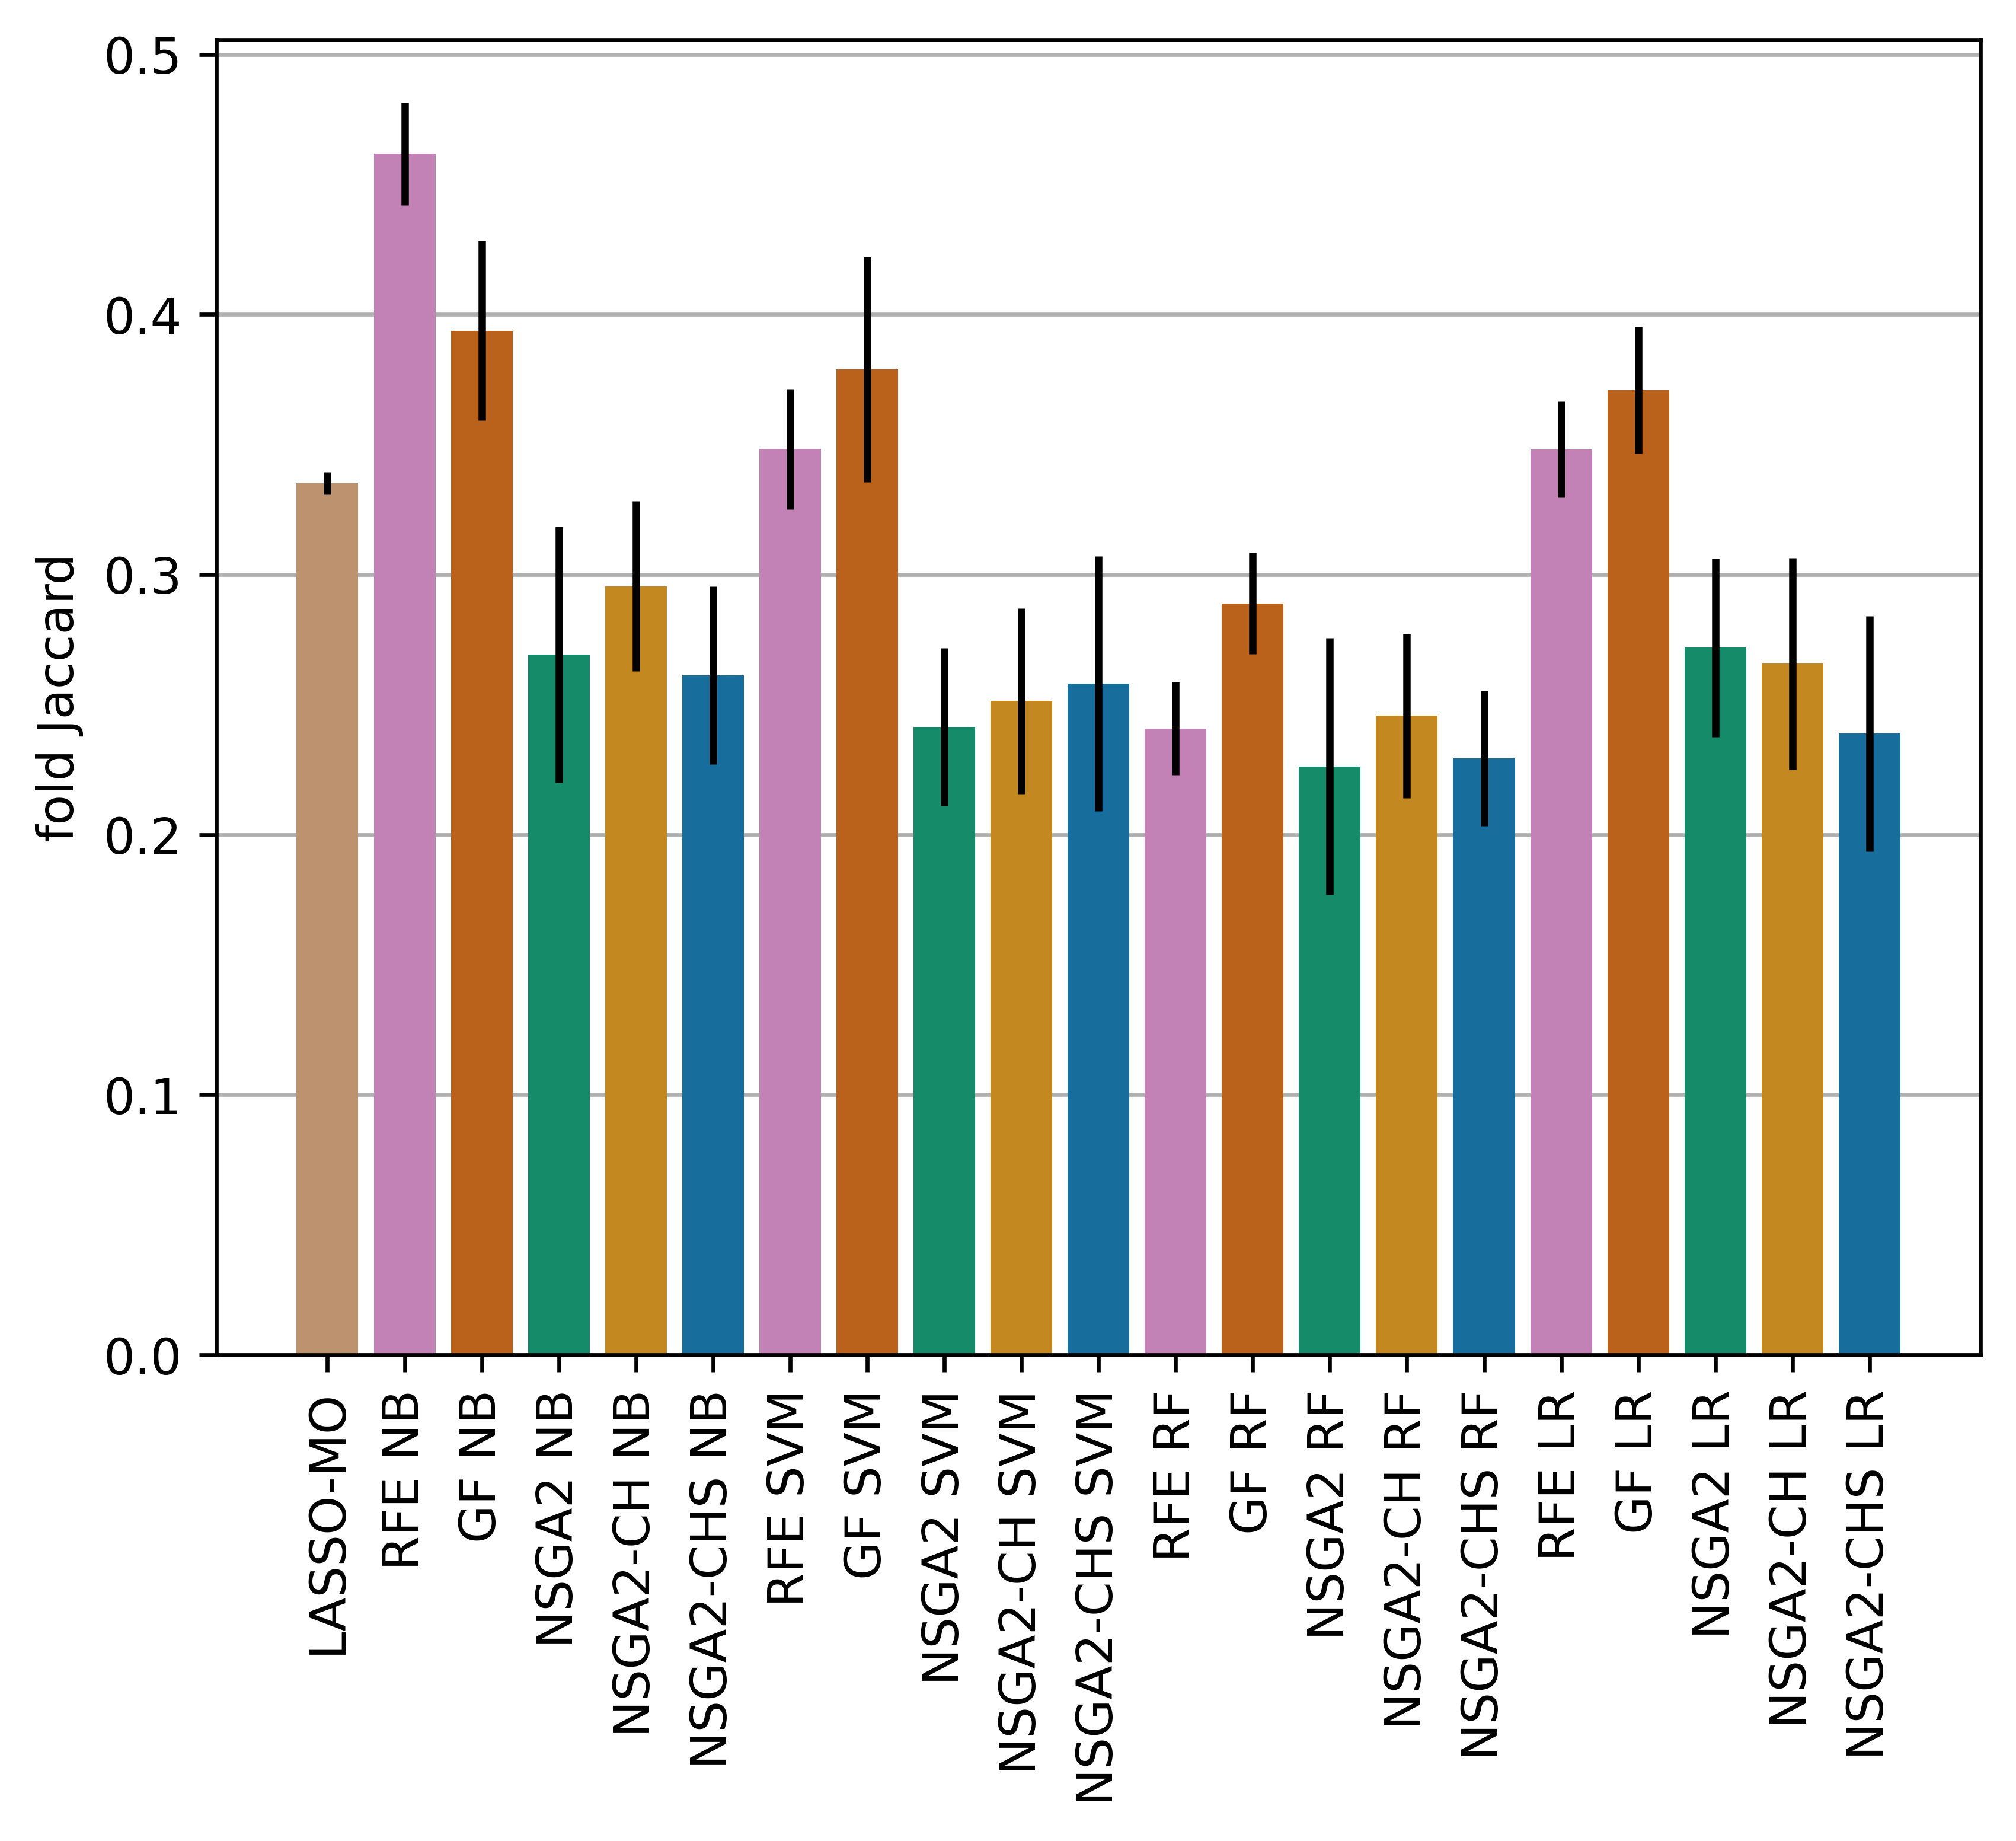 0.5
0.4
0.3
0.2
0.1
0.0
fold Jaccard
LASSO-MO
RFE NB
GF NB
NSGA2 NB
NSGA2-CH NB
NSGA2-CHS NB
RFE SVM
GF SVM
NSGA2 SVM
NSGA2-CH SVM
NSGA2-CHS SVM
RFE RF
GF RF
NSGA2 RF
NSGA2-CH RF
NSGA2-CHS RF
RFE LR
GF LR
NSGA2 LR
NSGA2-CH LR
NSGA2-CHS LR